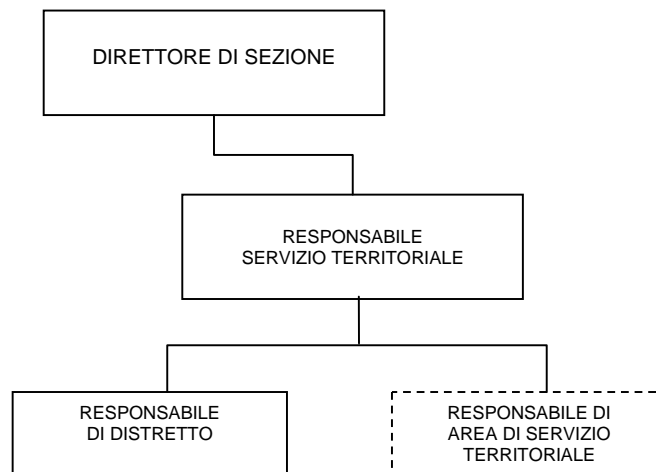 DIRETTORE DI SEZIONE
RESPONSABILE
SERVIZIO TERRITORIALE
RESPONSABILE
DI DISTRETTO
RESPONSABILE DI
AREA DI SERVIZIO
TERRITORIALE